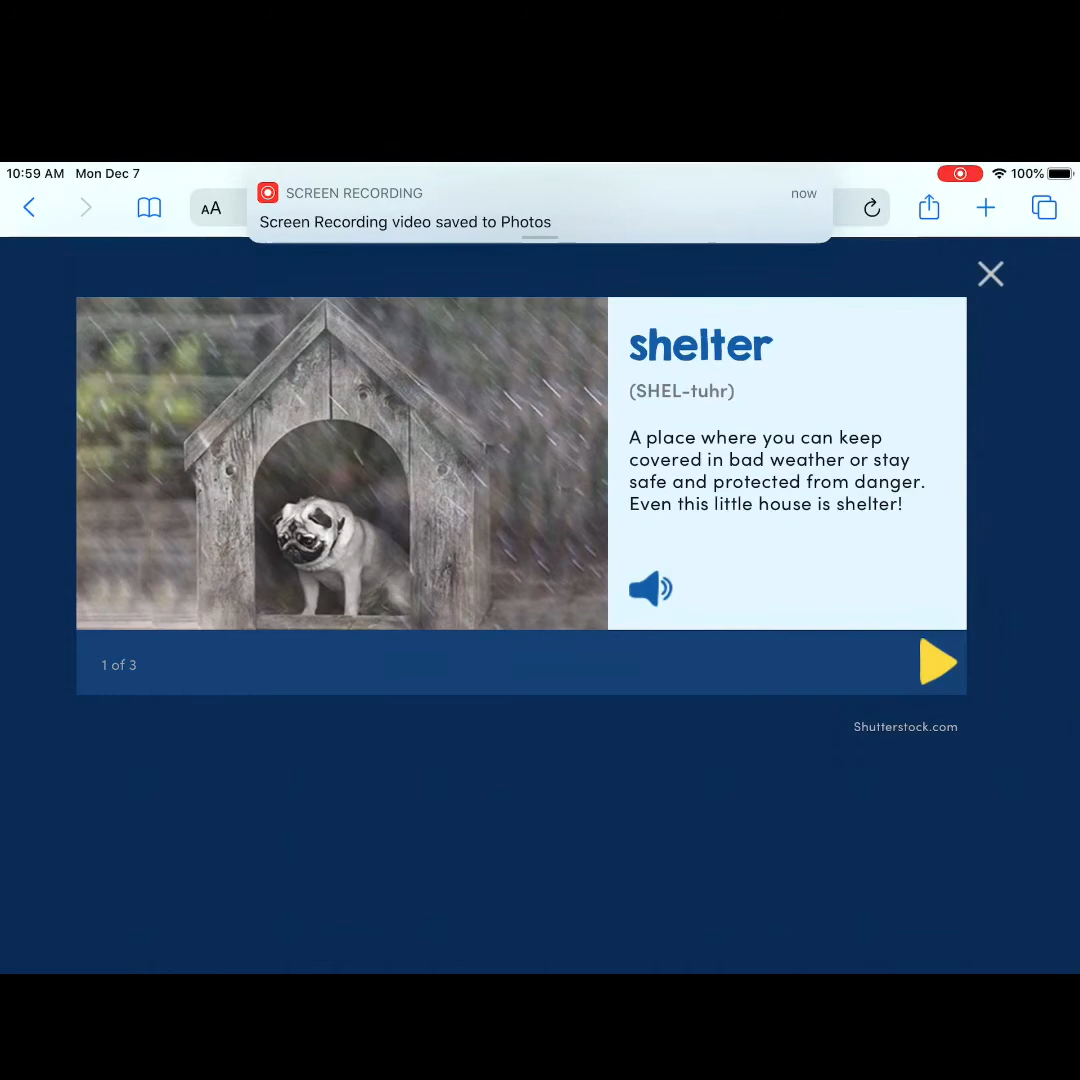 10:59 AM Mon Dec 7
100%
AA
SCREEN RECORDING
now
Screen Recording video saved to Photos
shelter
(SHEL-tuhr)
A place where you can keep
covered in bad weather or stay
safe and protected from danger.
Even this little house is shelter!
1 of 3
Shutterstock.com